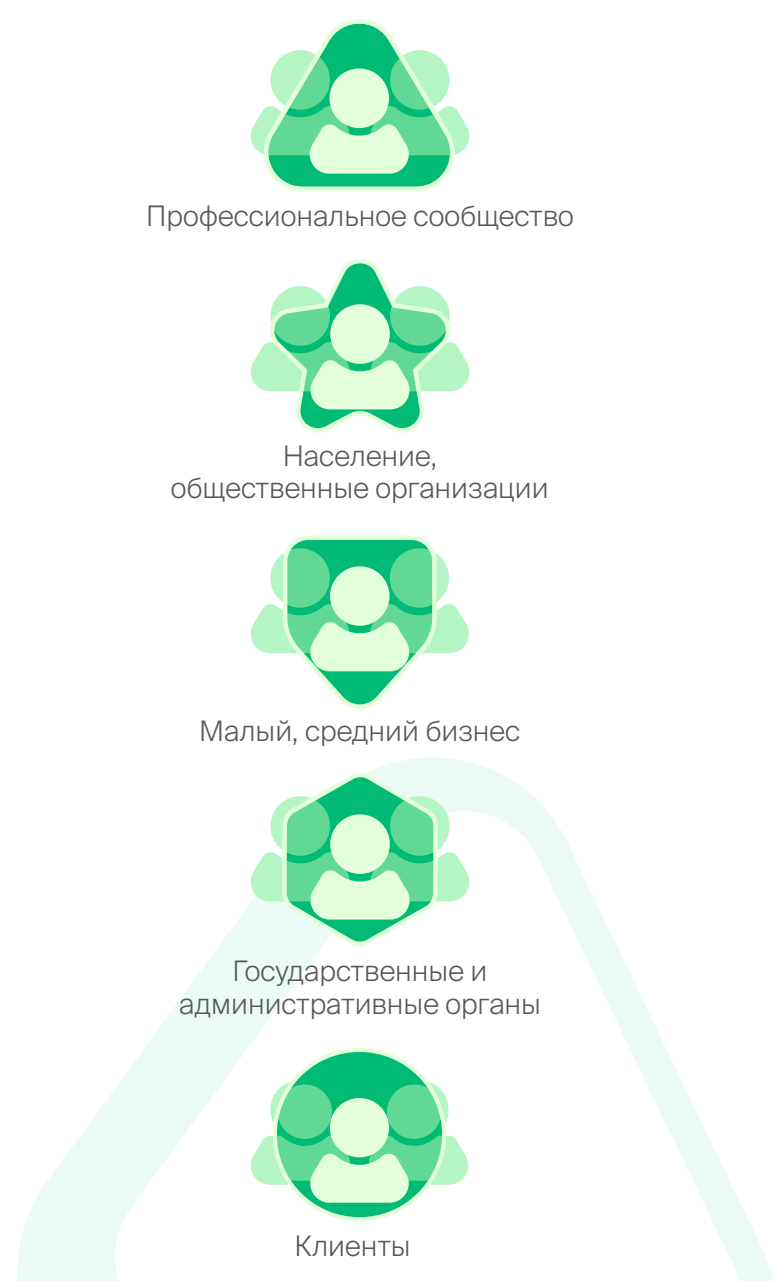 Профессиональное сообщество
Население,
общественные организации
Малый, средний бизнес
Государственные и
административные органы
Клиенты